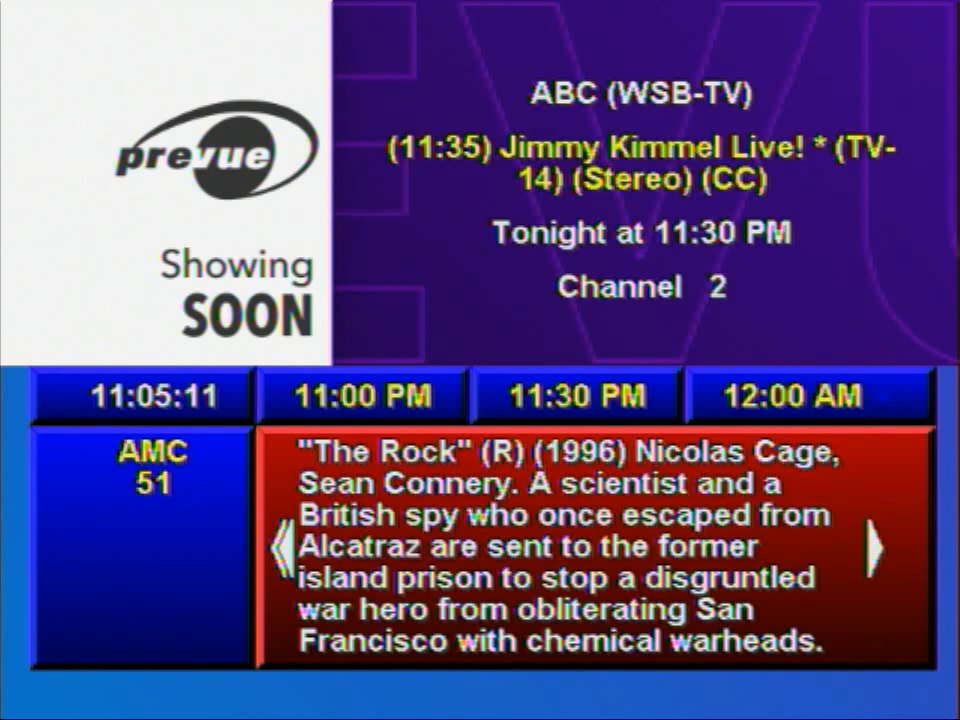 prevue
Showing
SOON
ABC (WSB-TV)
(11:35) Jimmy Kimmel Live! * (TV-
14) (Stereo) (CC)
Tonight at 11:30 PM
Channel 2
11:05:11 11:00 PM 11:30 PM 12:00 AM
AMC
51
"The Rock" (R) (1996) Nicolas Cage,
Sean Connery. A scientist and a
British spy who once escaped from
Alcatraz are sent to the former
island prison to stop a disgruntled
war hero from obliterating San
Francisco with chemical warheads.